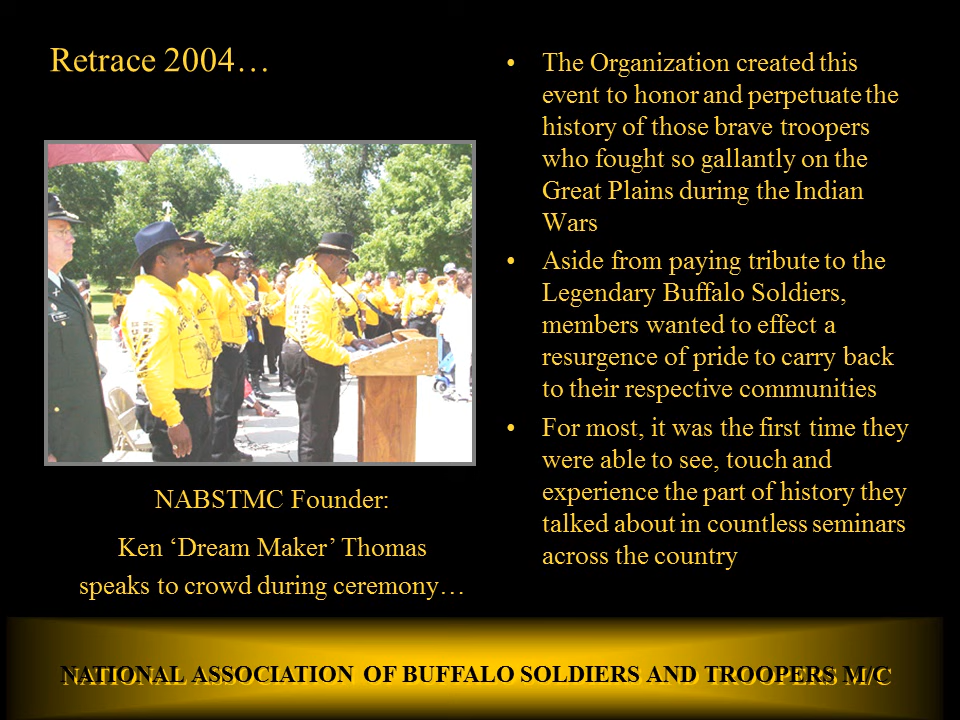 Retrace 2004…
• The Organization created this
event to honor and perpetuate the
history of those brave troopers
who fought so gallantly on the
Great Plains during the Indian
Wars
• Aside from paying tribute to the
Legendary Buffalo Soldiers,
members wanted to effect a
resurgence of pride to carry back
to their respective communities
• For most, it was the first time they
were able to see, touch and
experience the part of history they
talked about in countless seminars
across the country
NABSTMC Founder:
Ken ‘Dream Maker’ Thomas
speaks to crowd during ceremony…
NATIONAL ASSOCIATION OF BUFFALO SOLDIERS AND TROOPERS M/C